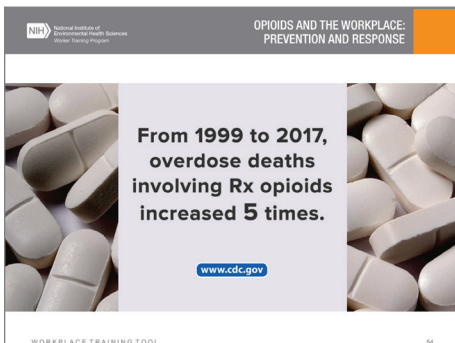 NIH
National Institute of
Environmental Health Sciences
Worker Training Program
OPIOIDS AND THE WORKPLACE:
PREVENTION AND RESPONSE
From 1999 to 2017,
overdose deaths
involving Rx opioids
increased 5 times.
www.cdc.gov
WORKPLACE TRAINING TOOL
54